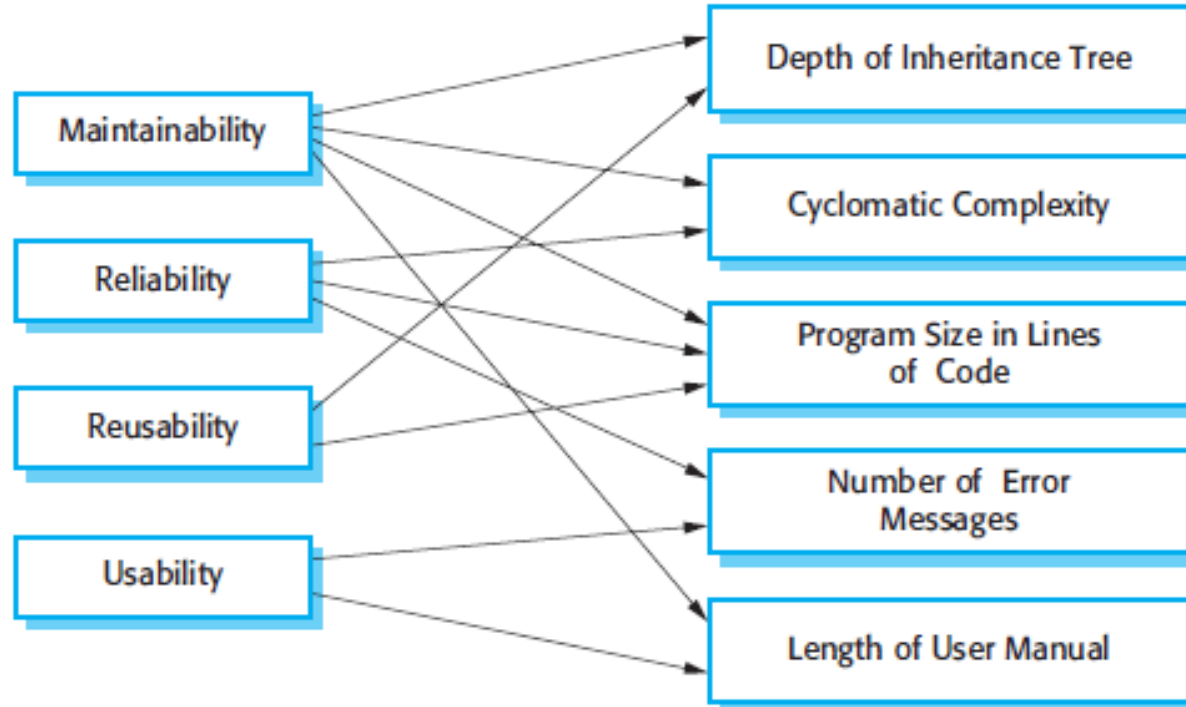 Maintainability
Reliability
Reusability
Usability
Depth of Inheritance Tree
Cyclomatic Complexity
Program Size in Lines
of Code
Number of Error
Messages
Length of User Manual